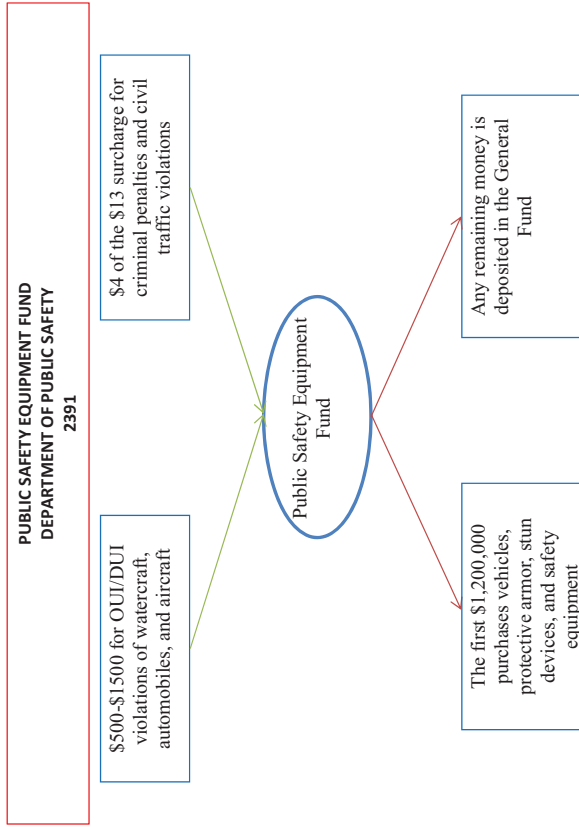 PUBLIC SAFETY EQUIPMENT FUND
DEPARTMENT OF PUBLIC SAFETY
2391
$500-$1500 for OUI/DUI
violations of watercraft,
automobiles, and aircraft
$4 of the $13 surcharge for
criminal penalties and civil
traffic violations
Public Safety Equipment
Fund
The first $1,200,000
purchases vehicles,
protective armor, stun
devices, and safety
equipment
Any remaining money is
deposited in the General
Fund